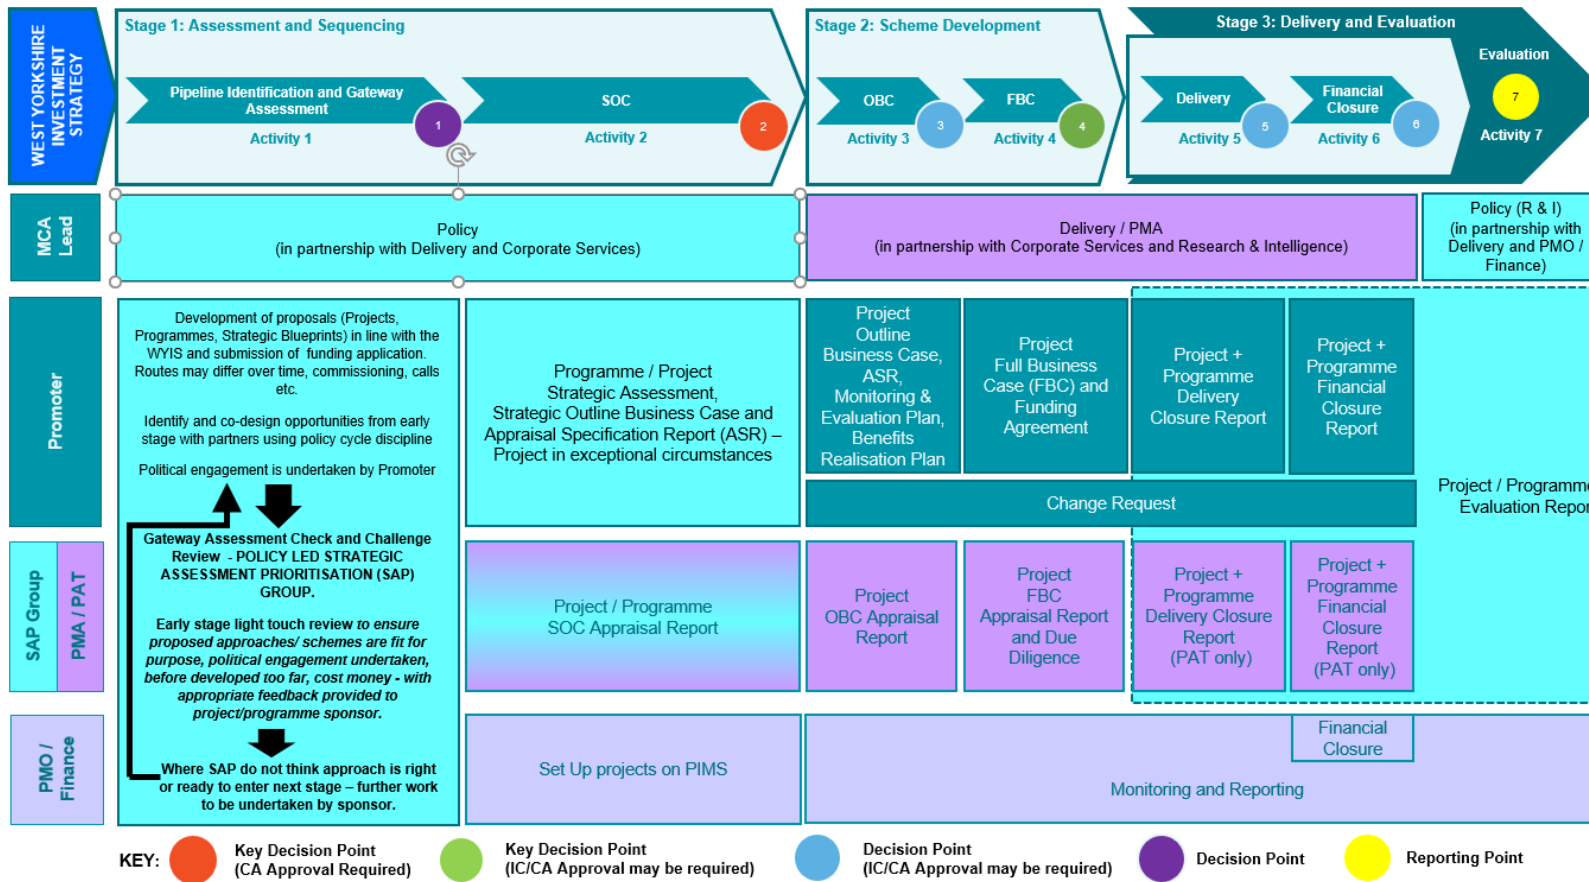 WEST YORKSHIRE
INVESTMENT
STRATEGY
Stage 1: Assessment and Sequencing
Pipeline Identification and Gateway
Assessment
Activity 1
1
SOC
Activity 2
2
Stage 2: Scheme Development
OBC
Activity 3
3
FBC
Activity 4
4
Stage 3: Delivery and Evaluation
Delivery
Activity 5
5
Financial
Closure
Activity 6
6
Evaluation
7
Activity 7
MCA
Lead
Policy
(in partnership with Delivery and Corporate Services)
Delivery / PMA
(in partnership with Corporate Services and Research & Intelligence)
Policy (R & I)
(in partnership with
Delivery and PMO /
Finance)
Promoter
Development of proposals (Projects,
Programmes, Strategic Blueprints) in line with the
WYIS and submission of funding application.
Routes may differ over time, commissioning, calls
etc.
Identify and co-design opportunities from early
stage with partners using policy cycle discipline
Political engagement is undertaken by Promoter
Gateway Assessment Check and Challenge
Review - POLICY LED STRATEGIC
ASSESSMENT PRIORITISATION (SAP)
GROUP.
Early stage light touch review to ensure
proposed approaches/ schemes are fit for
purpose, political engagement undertaken,
before developed too far, cost money - with
appropriate feedback provided to
project/programme sponsor.
Where SAP do not think approach is right
or ready to enter next stage – further work
to be undertaken by sponsor.
Programme / Project
Strategic Assessment,
Strategic Outline Business Case and
Appraisal Specification Report (ASR) –
Project in exceptional circumstances
Project
Outline
Business Case,
ASR,
Monitoring &
Evaluation Plan,
Benefits
Realisation Plan
Project
Full Business
Case (FBC) and
Funding
Agreement
Project +
Programme
Delivery
Closure Report
Project +
Programme
Financial
Closure
Report
Change Request
Project / Programme
Evaluation Repor
SAP Group
PMA / PAT
Project / Programme
SOC Appraisal Report
Project
OBC Appraisal
Report
Project
FBC
Appraisal Report
and Due
Diligence
Project +
Programme
Delivery Closure
Report
(PAT only)
Project +
Programme
Financial
Closure
Report
(PAT only)
PMO /
Finance
Set Up projects on PIMS
Financial
Closure
Monitoring and Reporting
KEY:
Key Decision Point
(CA Approval Required)
Key Decision Point
(IC/CA Approval may be required)
Decision Point
(IC/CA Approval may be required)
Decision Point
Reporting Point